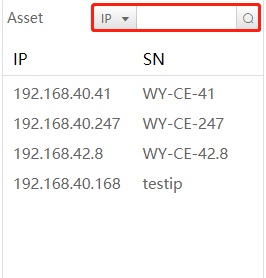 Asset IP
IP SN
192.168.40.41 WY-CE-41
192.168.40.247 WY-CE-247
192.168.42.8 WY-CE-42.8
192.168.40.168 testip